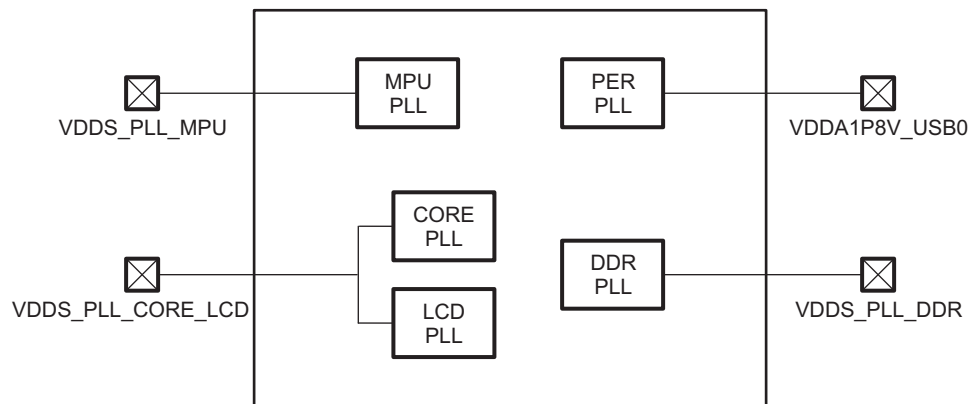 MPU
PLL
PER
PLL
VDDS_PLL_MPU
VDDA1P8V_USB0
CORE
PLL
DDR
PLL
VDDS_PLL_CORE_LCD
LCD
PLL
VDDS_PLL_DDR